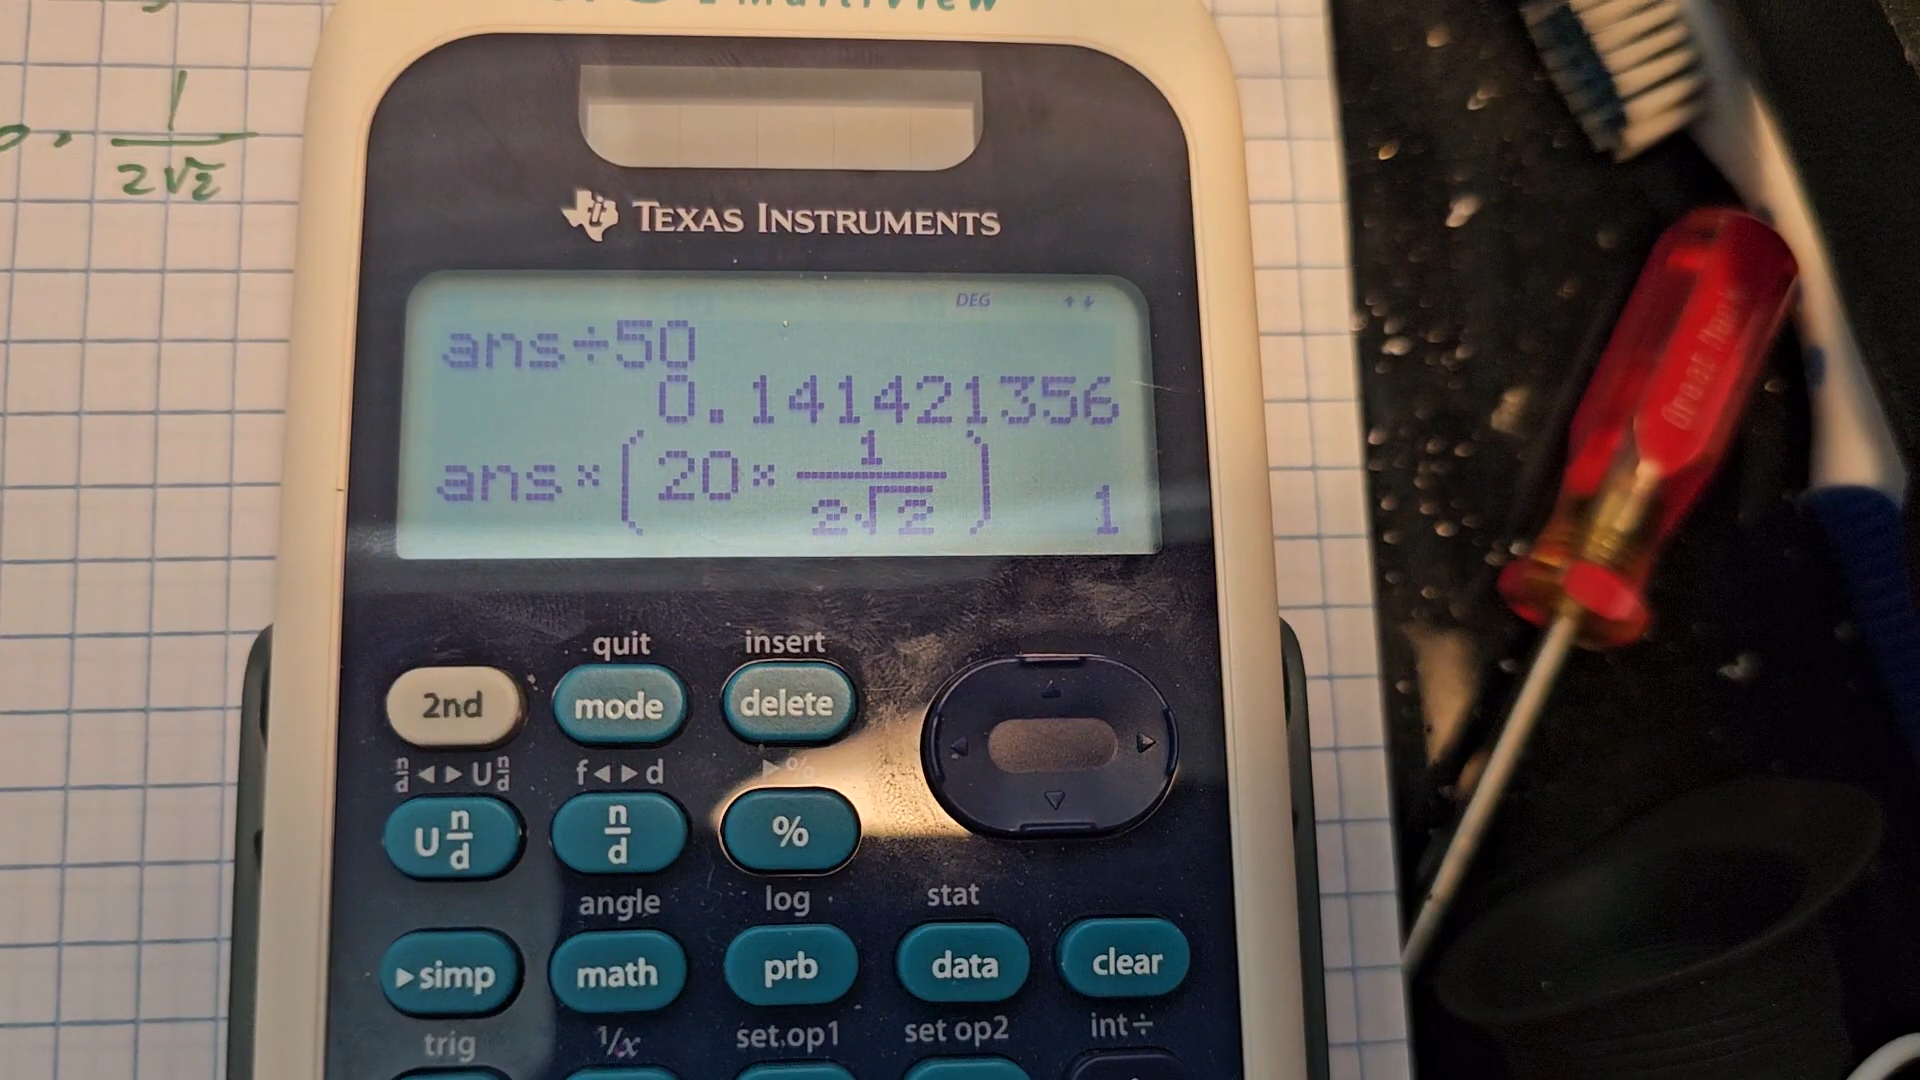 MultiView
1
2√2
TEXAS INSTRUMENTS
DEG
ans÷50
0.141421356
ans×(20×1/2√2) 1
quit insert
2nd mode delete
f◄►d ►%
U n/d n/d %
angle log stat
►simp math prb data clear
trig 1/x set op1 set op2 int÷